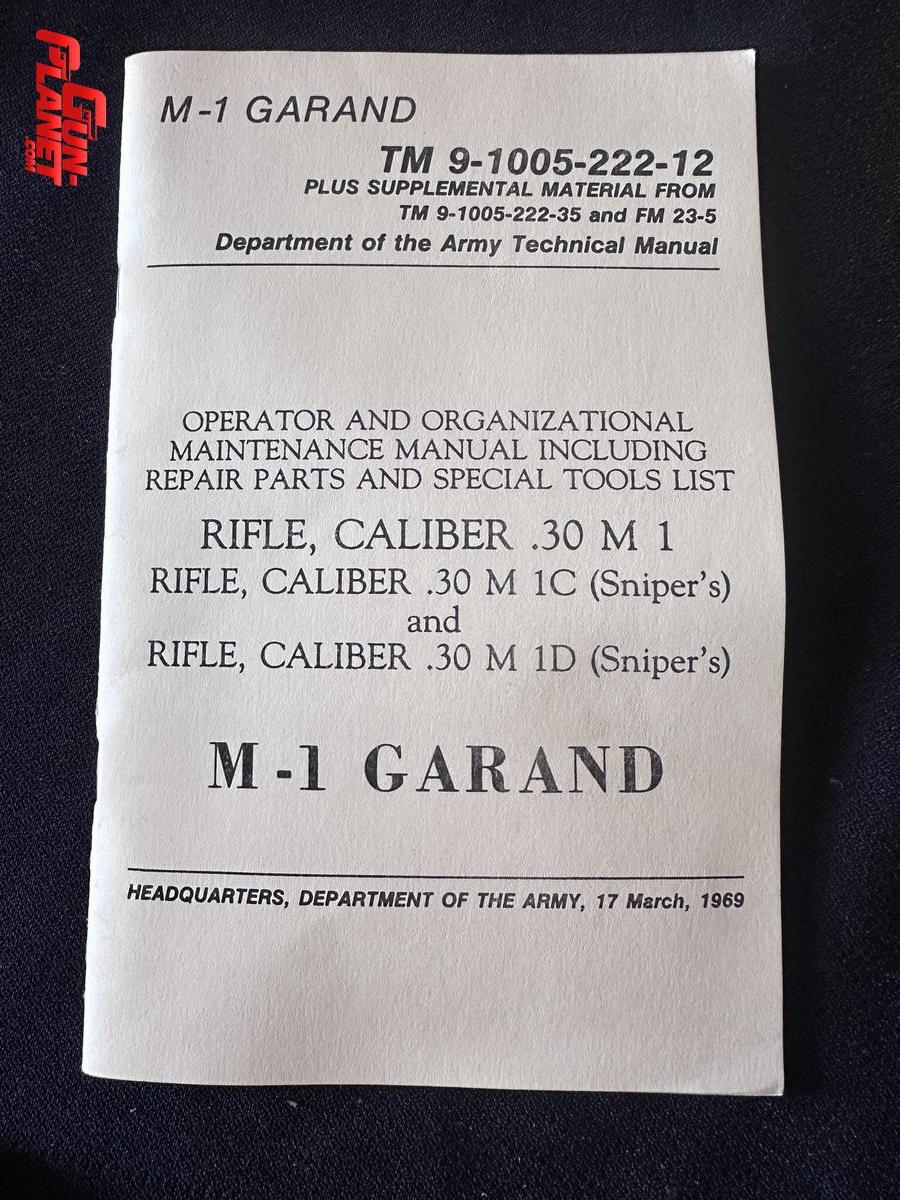 GUN-
PLANET
.COM
M-1 GARAND
TM 9-1005-222-12
PLUS SUPPLEMENTAL MATERIAL FROM
TM 9-1005-222-35 and FM 23-5
Department of the Army Technical Manual
OPERATOR AND ORGANIZATIONAL
MAINTENANCE MANUAL INCLUDING
REPAIR PARTS AND SPECIAL TOOLS LIST
RIFLE, CALIBER .30 M 1
RIFLE, CALIBER .30 M 1C (Sniper's)
and
RIFLE, CALIBER .30 M 1D (Sniper's)
M-1 GARAND
HEADQUARTERS, DEPARTMENT OF THE ARMY, 17 March, 1969